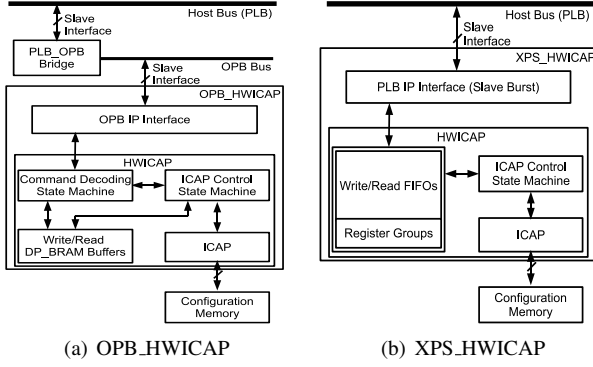 Host Bus (PLB)
Slave
Interface
PLB_OPB
Bridge
Slave
Interface
OPB Bus
OPB_HWICAP
OPB IP Interface
HWICAP
Command Decoding
State Machine
ICAP Control
State Machine
Write/Read
DP_BRAM Buffers
ICAP
Configuration
Memory
(a) OPB_HWICAP
Host Bus (PLB)
Slave
Interface
XPS_HWICAP
PLB IP Interface (Slave Burst)
HWICAP
Write/Read FIFOs
Register Groups
ICAP Control
State Machine
ICAP
Configuration
Memory
(b) XPS_HWICAP